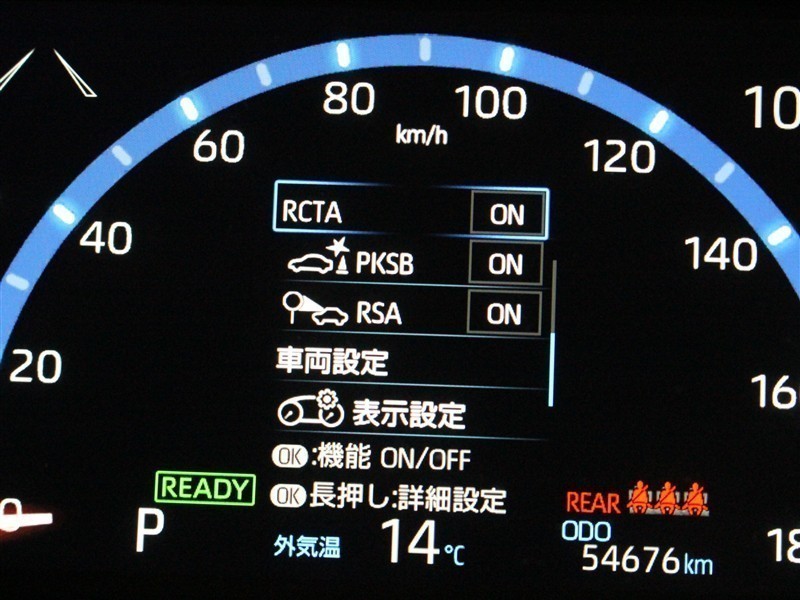 80
100
10
km/h
60
120
40
140
RCTA ON
PKSB ON
RSA ON
車両設定
20
16
表示設定
OK:機能 ON/OFF
READY
OK長押し:詳細設定
REAR
0
P
外気温 14℃
ODO
54676km
18